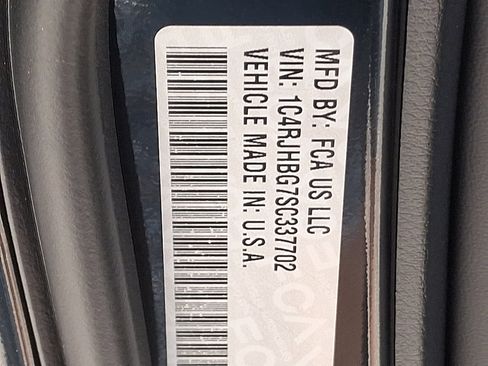 MFD BY: FCA US LLC
VIN: 1C4RJHBG7SC337702
VEHICLE MADE IN: U.S.A.